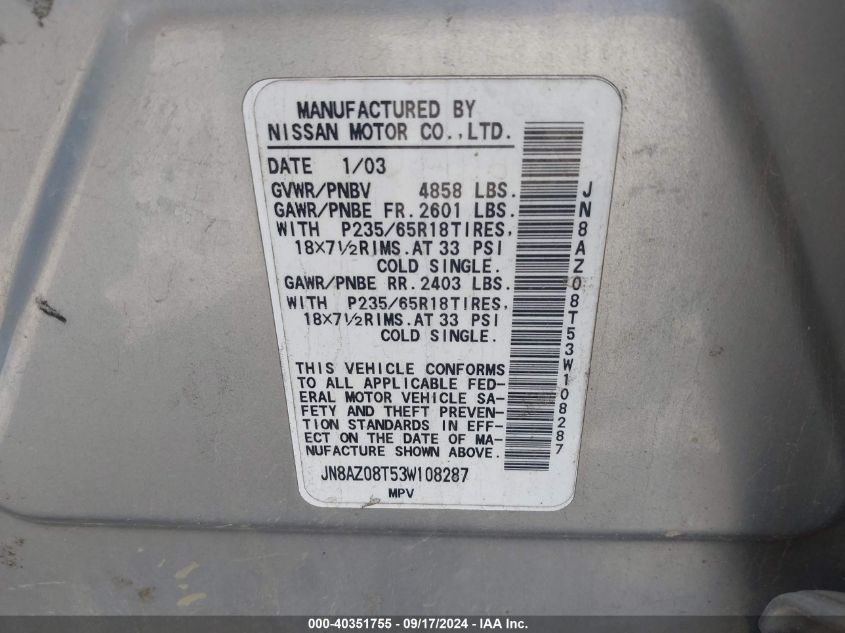 MANUFACTURED BY
NISSAN MOTOR CO.,LTD.
DATE 1/03
GVWR/PNBV 4858 LBS.
GAWR/PNBE FR.2601 LBS.
WITH P235/65R18TIRES,
18×7½RIMS.AT 33 PSI
COLD SINGLE.
GAWR/PNBE RR.2403 LBS.
WITH P235/65R18TIRES,
18×7½RIMS.AT 33 PSI
COLD SINGLE.
THIS VEHICLE CONFORMS
TO ALL APPLICABLE FED-
ERAL MOTOR VEHICLE SA-
FETY AND THEFT PREVEN-
TION STANDARDS IN EFF-
ECT ON THE DATE OF MA-
NUFACTURE SHOWN ABOVE.
JN8AZ08T53W108287
MPV
JN8AZ08T53W108287
000-40351755 - 09/17/2024 - IAA Inc.